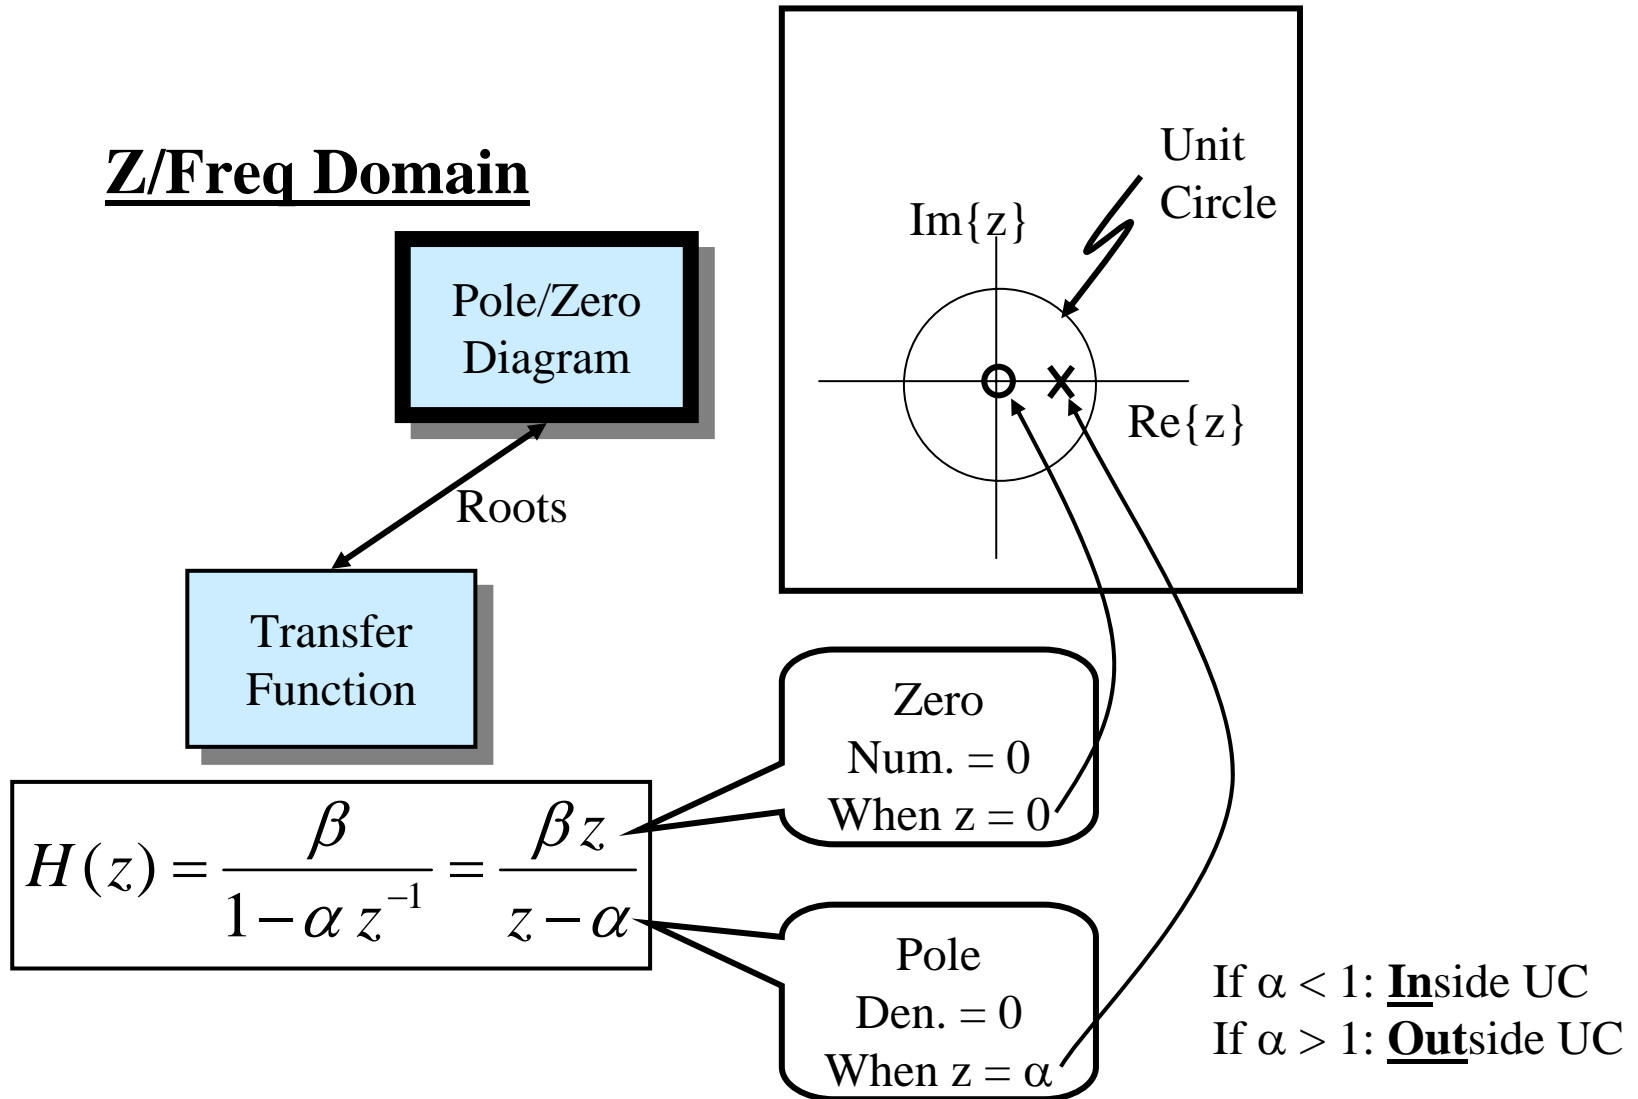 Z/Freq Domain
Pole/Zero
Diagram
Roots
Transfer
Function
H(z) = β / (1 − α z⁻¹) = β z / (z − α)
Unit
Circle
Im{z}
Re{z}
Zero
Num. = 0
When z = 0
Pole
Den. = 0
When z = α
If α < 1: Inside UC
If α > 1: Outside UC